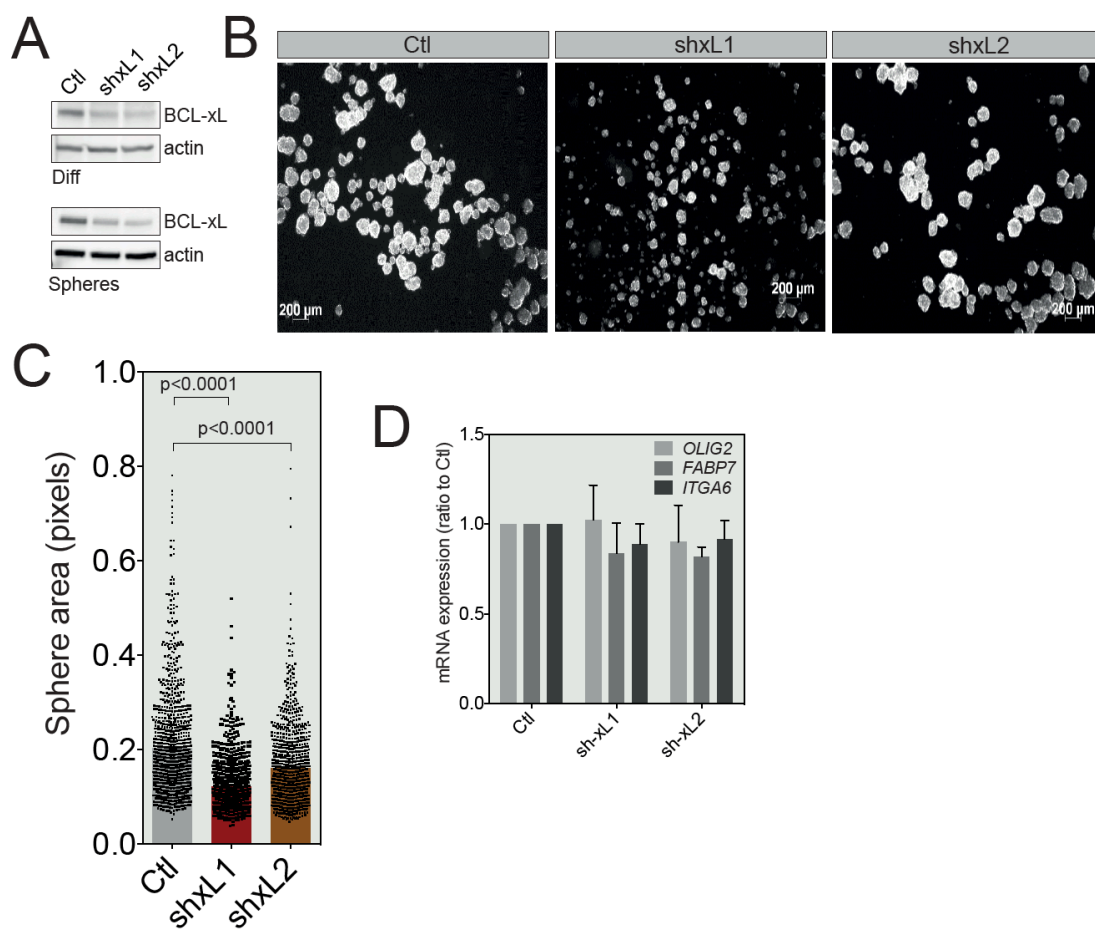 A
Ctl
shxL1
shxL2
BCL-xL
actin
Diff
BCL-xL
actin
Spheres
B
Ctl
shxL1
shxL2
200 µm
200 µm
200 µm
C
Sphere area (pixels)
1.0
0.8
0.6
0.4
0.2
0.0
p<0.0001
p<0.0001
Ctl
shxL1
shxL2
D
mRNA expression (ratio to Ctl)
1.5
1.0
0.5
0.0
OLIG2
FABP7
ITGA6
Ctl
sh-xL1
sh-xL2